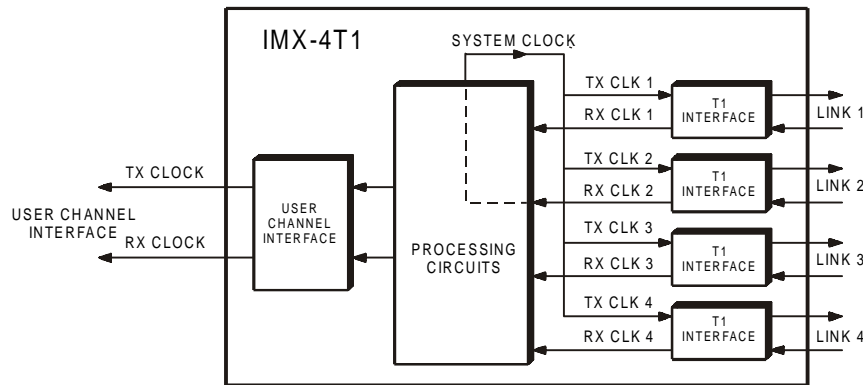 IMX-4T1
SYSTEM CLOCK
TX CLK 1
RX CLK 1
T1
INTERFACE
LINK 1
TX CLK 2
RX CLK 2
T1
INTERFACE
LINK 2
TX CLOCK
USER CHANNEL
INTERFACE
RX CLOCK
USER
CHANNEL
INTERFACE
PROCESSING
CIRCUITS
TX CLK 3
RX CLK 3
T1
INTERFACE
LINK 3
TX CLK 4
RX CLK 4
T1
INTERFACE
LINK 4